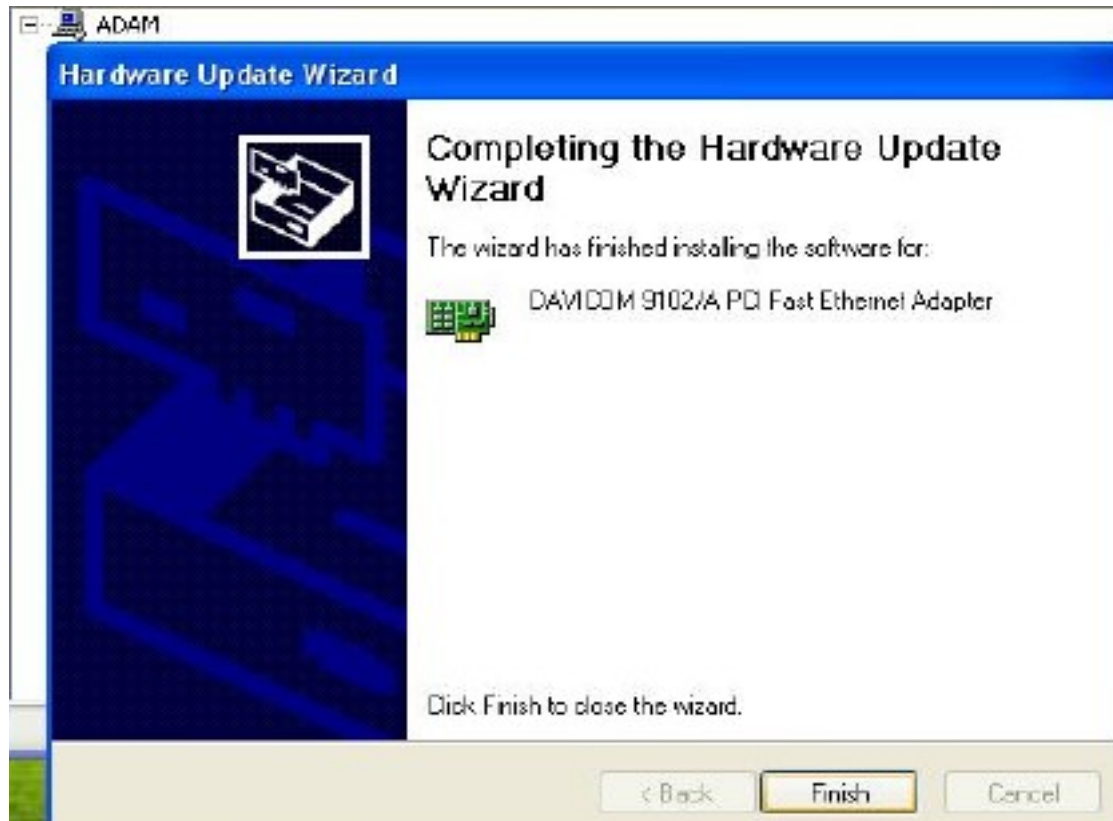 ADAM
Hardware Update Wizard
Completing the Hardware Update
Wizard
The wizard has finished installing the software for:
DAVICOM 9102/A PCI Fast Ethernet Adapter
Click Finish to close the wizard.
< Back
Finish
Cancel